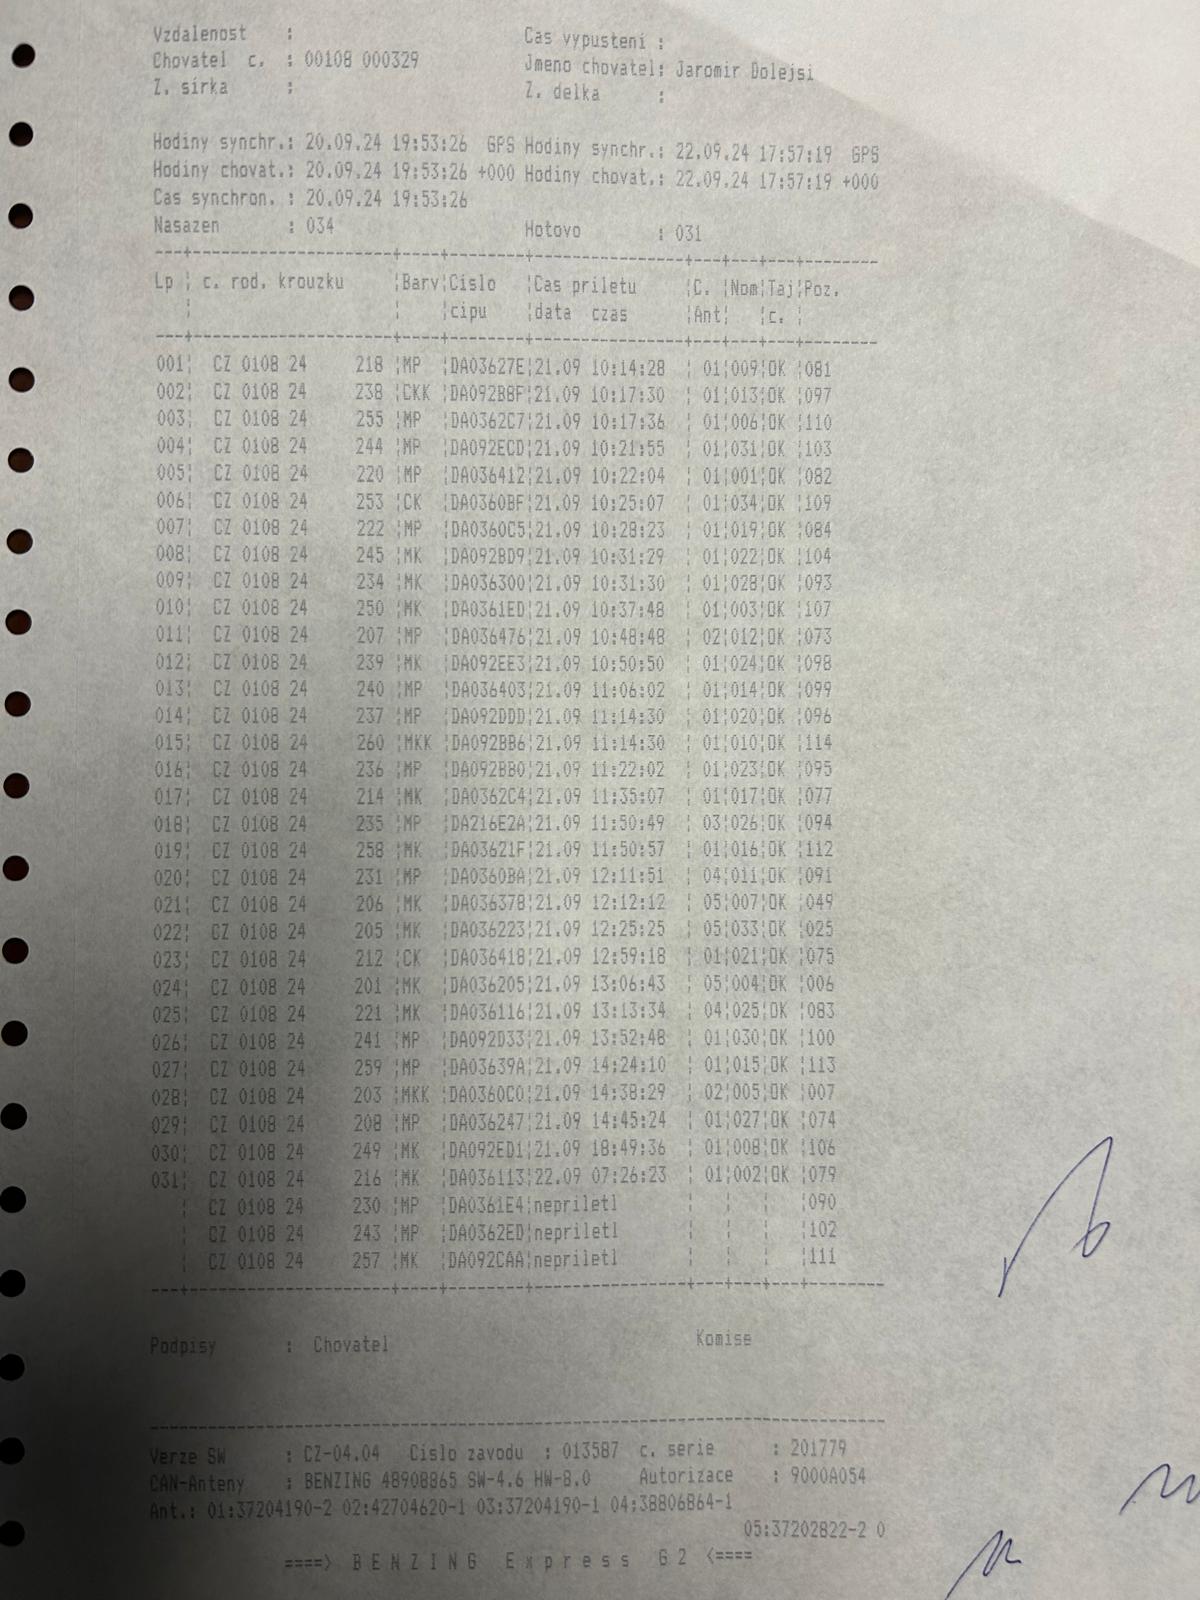 Vzdalenost : Cas vypusteni :
Chovatel c. : 00108 000329 Jmeno chovatel: Jaromir Dolejsi
Z. sirka : Z. delka :
Hodiny synchr.: 20.09.24 19:53:26 GPS Hodiny synchr.: 22.09.24 17:57:19 GPS
Hodiny chovat.: 20.09.24 19:53:26 +000 Hodiny chovat.: 22.09.24 17:57:19 +000
Cas synchron. : 20.09.24 19:53:26
Nasazen : 034 Hotovo : 031
Lp ¦ c. rod. krouzku ¦Barv¦Cislo ¦Cas priletu ¦C. ¦Nom¦Taj¦Poz.
¦ ¦ ¦cipu ¦data czas ¦Ant¦ ¦c. ¦
001¦ CZ 0108 24 218 ¦MP ¦DA03627E¦21.09 10:14:28 ¦ 01¦009¦OK ¦081
002¦ CZ 0108 24 238 ¦CKK ¦DA092BBF¦21.09 10:17:30 ¦ 01¦013¦OK ¦097
003¦ CZ 0108 24 255 ¦MP ¦DA0362C7¦21.09 10:17:36 ¦ 01¦006¦OK ¦110
004¦ CZ 0108 24 244 ¦MP ¦DA092ECD¦21.09 10:21:55 ¦ 01¦031¦OK ¦103
005¦ CZ 0108 24 220 ¦MP ¦DA036412¦21.09 10:22:04 ¦ 01¦001¦OK ¦082
006¦ CZ 0108 24 253 ¦CK ¦DA0360BF¦21.09 10:25:07 ¦ 01¦034¦OK ¦109
007¦ CZ 0108 24 222 ¦MP ¦DA0360C5¦21.09 10:28:23 ¦ 01¦019¦OK ¦084
008¦ CZ 0108 24 245 ¦MK ¦DA092BD9¦21.09 10:31:29 ¦ 01¦022¦OK ¦104
009¦ CZ 0108 24 234 ¦MK ¦DA036300¦21.09 10:31:30 ¦ 01¦028¦OK ¦093
010¦ CZ 0108 24 250 ¦MK ¦DA0361ED¦21.09 10:37:48 ¦ 01¦003¦OK ¦107
011¦ CZ 0108 24 207 ¦MP ¦DA036476¦21.09 10:48:48 ¦ 02¦012¦OK ¦073
012¦ CZ 0108 24 239 ¦MK ¦DA092EE3¦21.09 10:50:50 ¦ 01¦024¦OK ¦098
013¦ CZ 0108 24 240 ¦MP ¦DA036403¦21.09 11:06:02 ¦ 01¦014¦OK ¦099
014¦ CZ 0108 24 237 ¦MP ¦DA092DDD¦21.09 11:14:30 ¦ 01¦020¦OK ¦096
015¦ CZ 0108 24 260 ¦MKK ¦DA092BB6¦21.09 11:14:30 ¦ 01¦010¦OK ¦114
016¦ CZ 0108 24 236 ¦MP ¦DA092BB0¦21.09 11:22:02 ¦ 01¦023¦OK ¦095
017¦ CZ 0108 24 214 ¦MK ¦DA0362C4¦21.09 11:35:07 ¦ 01¦017¦OK ¦077
018¦ CZ 0108 24 235 ¦MP ¦DA216E2A¦21.09 11:50:49 ¦ 03¦026¦OK ¦094
019¦ CZ 0108 24 258 ¦MK ¦DA03621F¦21.09 11:50:57 ¦ 01¦016¦OK ¦112
020¦ CZ 0108 24 231 ¦MP ¦DA0360BA¦21.09 12:11:51 ¦ 04¦011¦OK ¦091
021¦ CZ 0108 24 206 ¦MK ¦DA03637B¦21.09 12:12:12 ¦ 05¦007¦OK ¦049
022¦ CZ 0108 24 205 ¦MK ¦DA036223¦21.09 12:25:25 ¦ 05¦033¦OK ¦025
023¦ CZ 0108 24 212 ¦CK ¦DA036418¦21.09 12:59:18 ¦ 01¦021¦OK ¦075
024¦ CZ 0108 24 201 ¦MK ¦DA036205¦21.09 13:06:43 ¦ 05¦004¦OK ¦006
025¦ CZ 0108 24 221 ¦MK ¦DA036116¦21.09 13:13:34 ¦ 04¦025¦OK ¦083
026¦ CZ 0108 24 241 ¦MP ¦DA092D33¦21.09 13:52:48 ¦ 01¦030¦OK ¦100
027¦ CZ 0108 24 259 ¦MP ¦DA03639A¦21.09 14:24:10 ¦ 01¦015¦OK ¦113
028¦ CZ 0108 24 203 ¦MKK ¦DA0360C0¦21.09 14:38:29 ¦ 02¦005¦OK ¦007
029¦ CZ 0108 24 208 ¦MP ¦DA036247¦21.09 14:45:24 ¦ 01¦027¦OK ¦074
030¦ CZ 0108 24 249 ¦MK ¦DA092ED1¦21.09 18:49:36 ¦ 01¦008¦OK ¦106
031¦ CZ 0108 24 216 ¦MK ¦DA036113¦22.09 07:26:23 ¦ 01¦002¦OK ¦079
¦ CZ 0108 24 230 ¦MP ¦DA0361E4¦nepriletl ¦ ¦ ¦ ¦090
¦ CZ 0108 24 243 ¦MP ¦DA0362ED¦nepriletl ¦ ¦ ¦ ¦102
¦ CZ 0108 24 257 ¦MK ¦DA092CAA¦nepriletl ¦ ¦ ¦ ¦111
Podpisy : Chovatel Komise
Verze SW : CZ-04.04 Cislo zavodu : 013587 c. serie : 201779
CAN-Anteny : BENZING 48908865 SW-4.6 HW-8.0 Autorizace : 9000A054
Ant.: 01:37204190-2 02:42704620-1 03:37204190-1 04:38806864-1
05:37202822-2 0
====> BENZING Express G2 <====